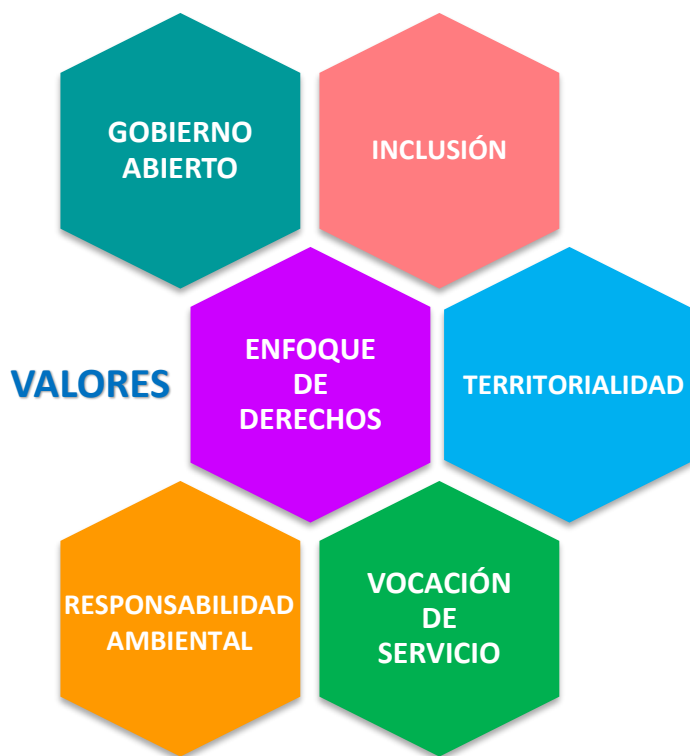 GOBIERNO
ABIERTO
INCLUSIÓN
VALORES
ENFOQUE
DE
DERECHOS
TERRITORIALIDAD
RESPONSABILIDAD
AMBIENTAL
VOCACIÓN
DE
SERVICIO